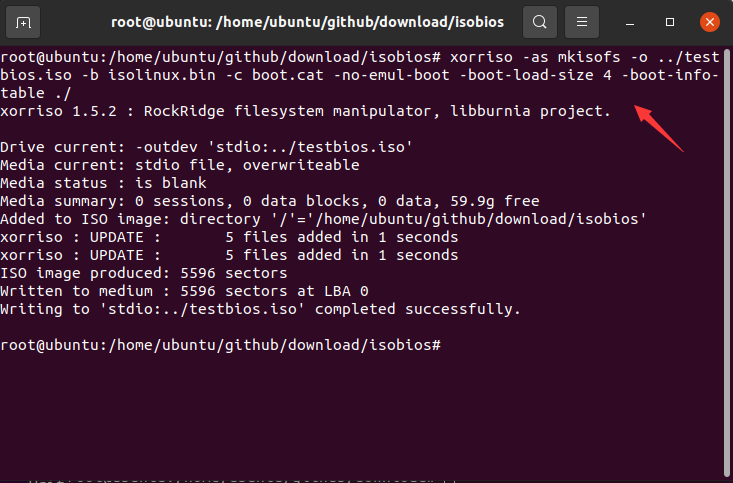 root@ubuntu: /home/ubuntu/github/download/isobios
root@ubuntu:/home/ubuntu/github/download/isobios# xorriso -as mkisofs -o ../test
bios.iso -b isolinux.bin -c boot.cat -no-emul-boot -boot-load-size 4 -boot-info-
table ./
xorriso 1.5.2 : RockRidge filesystem manipulator, libburnia project.
Drive current: -outdev 'stdio:../testbios.iso'
Media current: stdio file, overwriteable
Media status : is blank
Media summary: 0 sessions, 0 data blocks, 0 data, 59.9g free
Added to ISO image: directory '/'='/home/ubuntu/github/download/isobios'
xorriso : UPDATE :       5 files added in 1 seconds
xorriso : UPDATE :       5 files added in 1 seconds
ISO image produced: 5596 sectors
Written to medium : 5596 sectors at LBA 0
Writing to 'stdio:../testbios.iso' completed successfully.
root@ubuntu:/home/ubuntu/github/download/isobios#